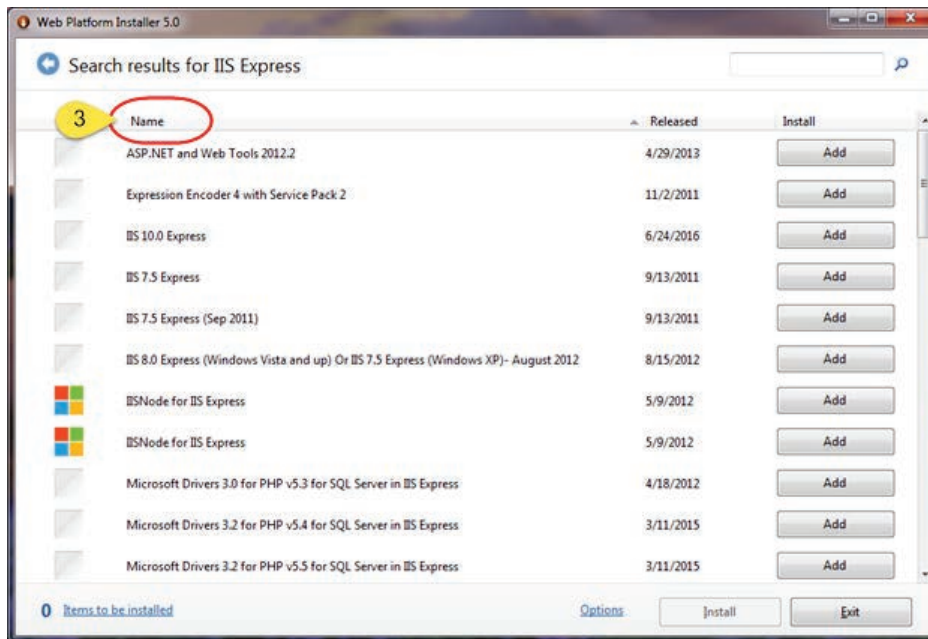 Web Platform Installer 5.0
Search results for IIS Express
3 Name Released Install
ASP.NET and Web Tools 2012.2 4/29/2013 Add
Expression Encoder 4 with Service Pack 2 11/2/2011 Add
IIS 10.0 Express 6/24/2016 Add
IIS 7.5 Express 9/13/2011 Add
IIS 7.5 Express (Sep 2011) 9/13/2011 Add
IIS 8.0 Express (Windows Vista and up) Or IIS 7.5 Express (Windows XP)- August 2012 8/15/2012 Add
IISNode for IIS Express 5/9/2012 Add
IISNode for IIS Express 5/9/2012 Add
Microsoft Drivers 3.0 for PHP v5.3 for SQL Server in IIS Express 4/18/2012 Add
Microsoft Drivers 3.2 for PHP v5.4 for SQL Server in IIS Express 3/11/2015 Add
Microsoft Drivers 3.2 for PHP v5.5 for SQL Server in IIS Express 3/11/2015 Add
0 Items to be installed Options Install Exit